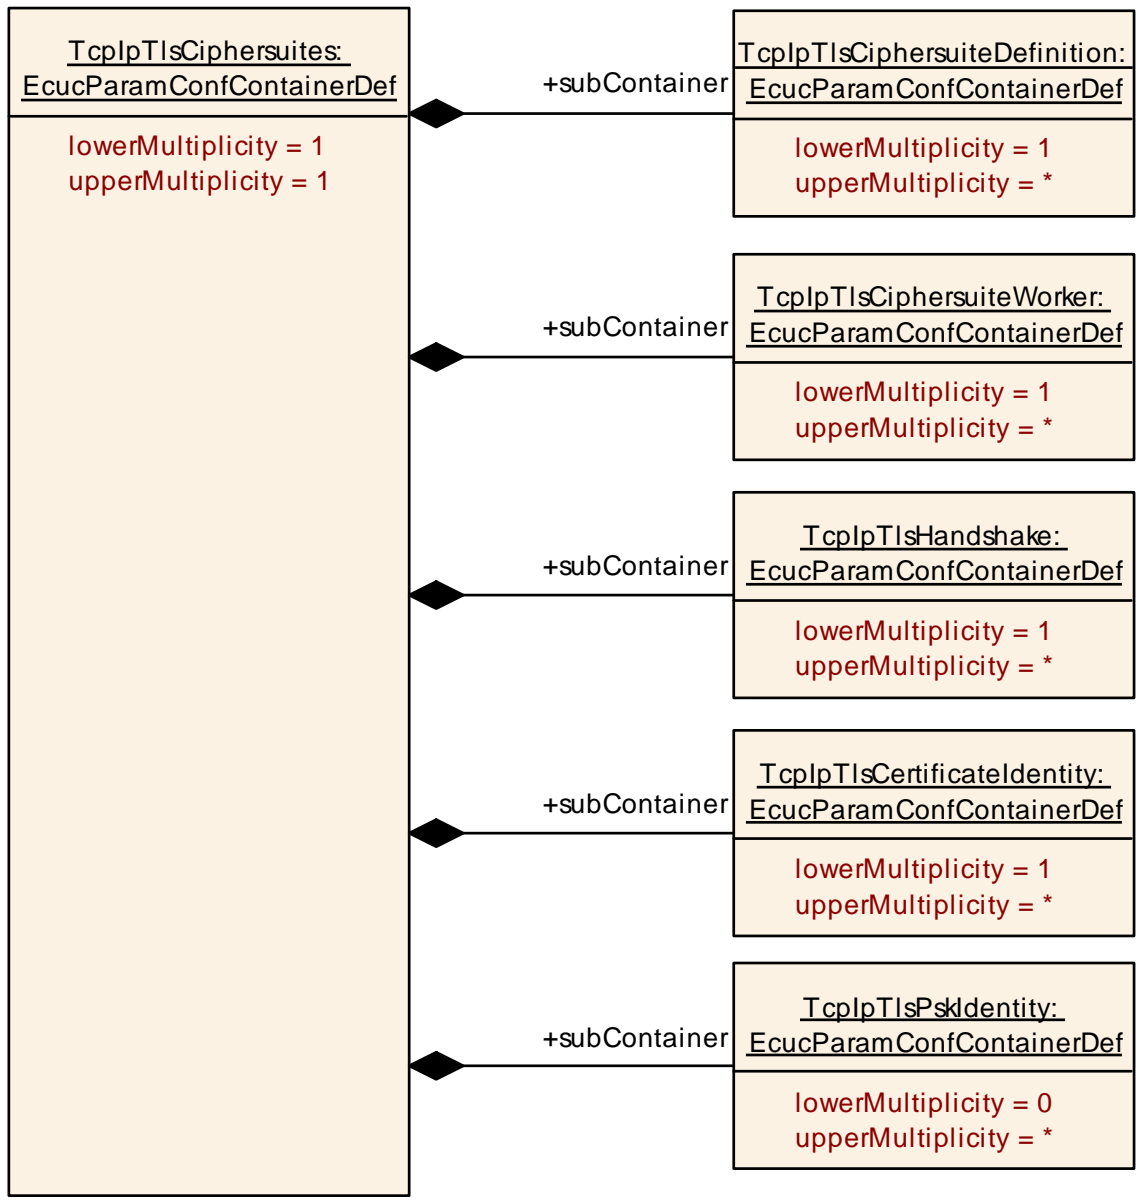 TcpIpTlsCiphersuites:
EcucParamConfContainerDef
lowerMultiplicity = 1
upperMultiplicity = 1
+subContainer
TcpIpTlsCiphersuiteDefinition:
EcucParamConfContainerDef
lowerMultiplicity = 1
upperMultiplicity = *
+subContainer
TcpIpTlsCiphersuiteWorker:
EcucParamConfContainerDef
lowerMultiplicity = 1
upperMultiplicity = *
+subContainer
TcpIpTlsHandshake:
EcucParamConfContainerDef
lowerMultiplicity = 1
upperMultiplicity = *
+subContainer
TcpIpTlsCertificateIdentity:
EcucParamConfContainerDef
lowerMultiplicity = 1
upperMultiplicity = *
+subContainer
TcpIpTlsPskIdentity:
EcucParamConfContainerDef
lowerMultiplicity = 0
upperMultiplicity = *